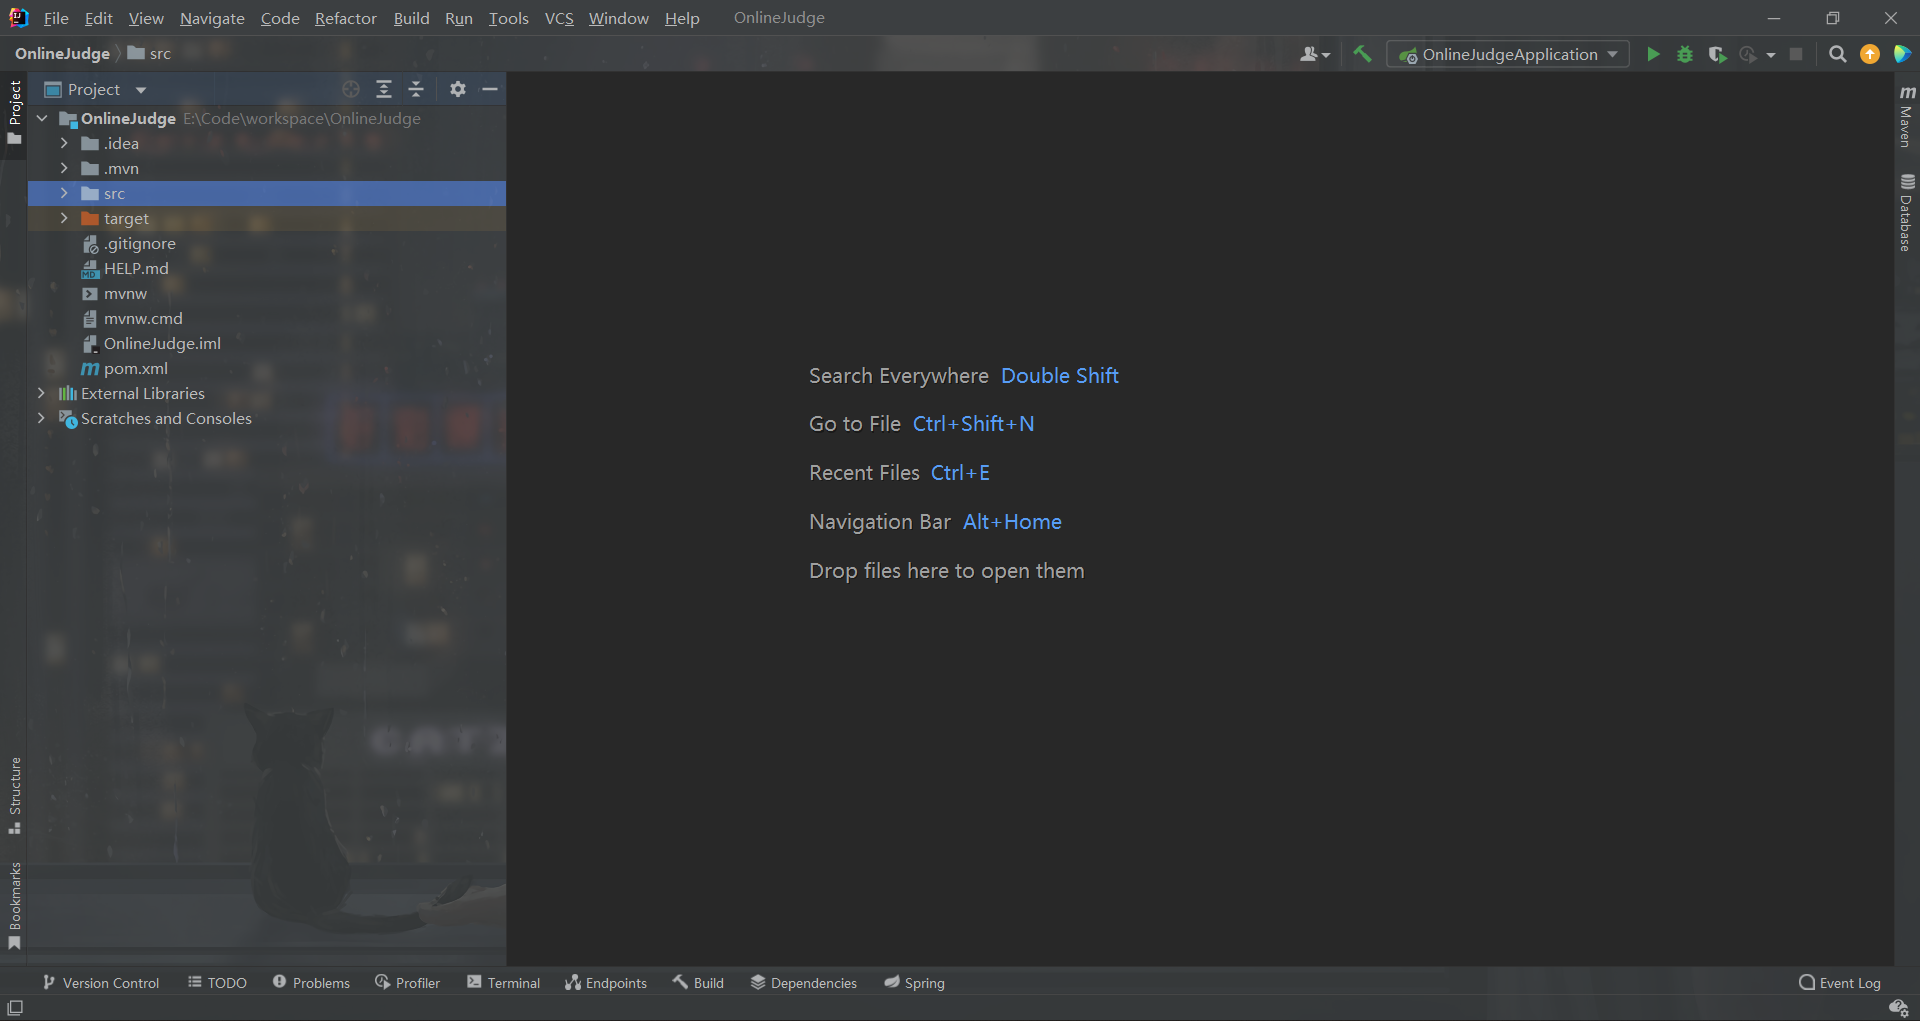 File Edit View Navigate Code Refactor Build Run Tools VCS Window Help OnlineJudge
OnlineJudge src
OnlineJudgeApplication
Project
Project
OnlineJudge E:\Code\workspace\OnlineJudge
.idea
.mvn
src
target
.gitignore
HELP.md
mvnw
mvnw.cmd
OnlineJudge.iml
pom.xml
External Libraries
Scratches and Consoles
Search Everywhere Double Shift
Go to File Ctrl+Shift+N
Recent Files Ctrl+E
Navigation Bar Alt+Home
Drop files here to open them
Maven
Database
Structure
Bookmarks
Version Control TODO Problems Profiler Terminal Endpoints Build Dependencies Spring Event Log